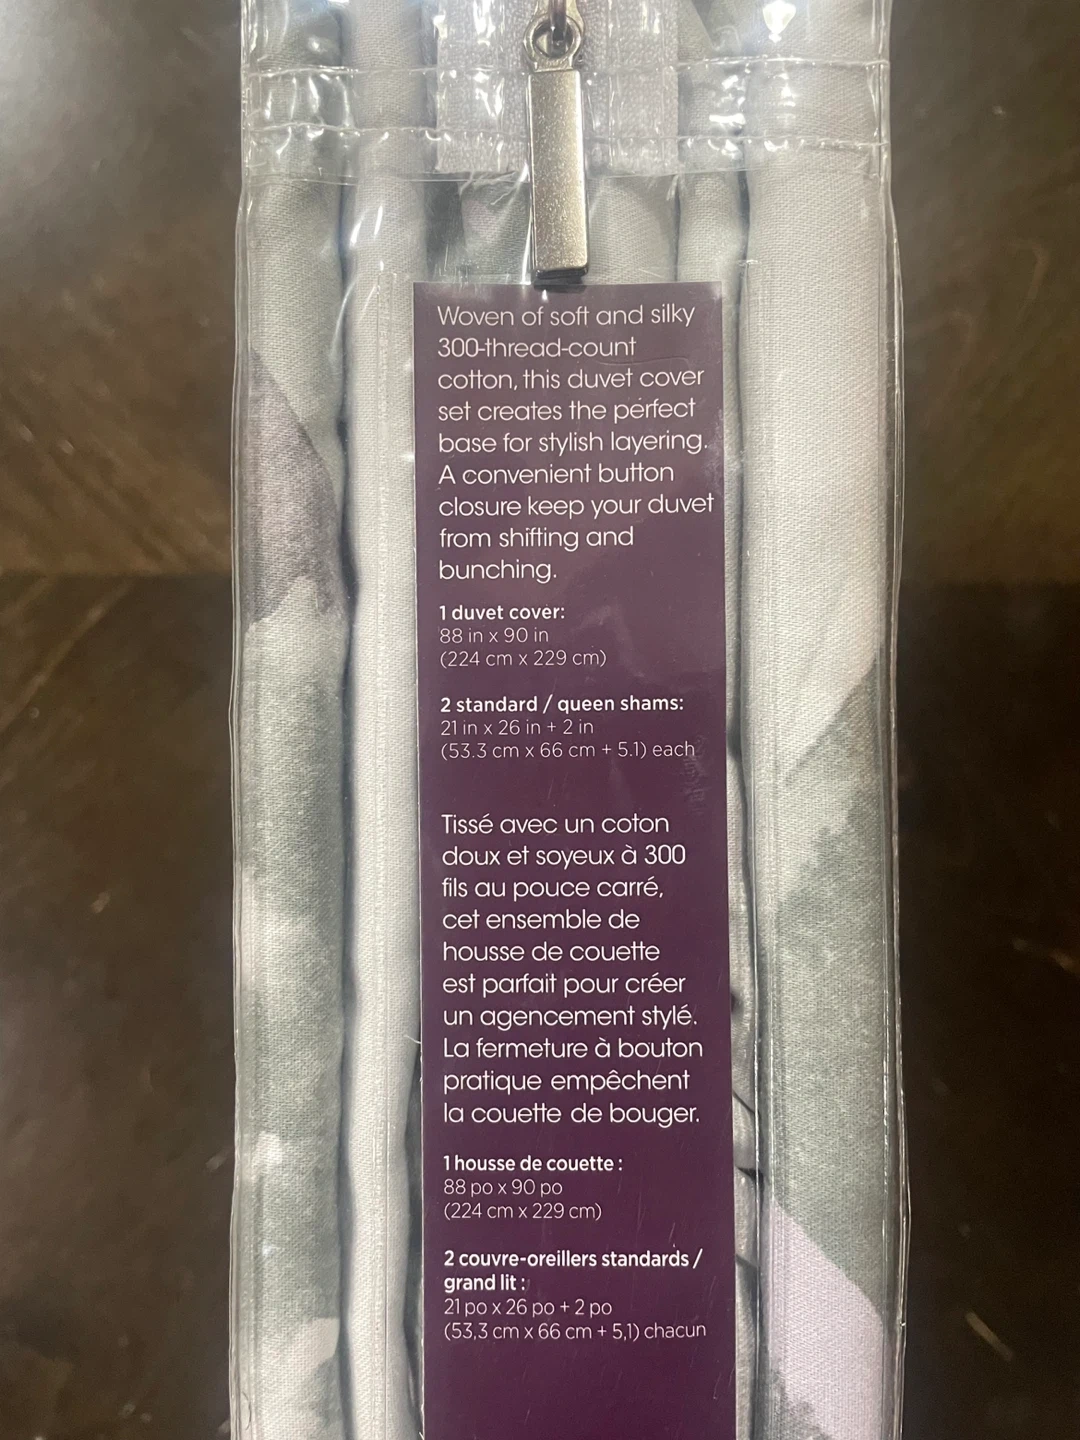 Woven of soft and silky
300-thread-count
cotton, this duvet cover
set creates the perfect
base for stylish layering.
A convenient button
closure keep your duvet
from shifting and
bunching.
1 duvet cover:
88 in x 90 in
(224 cm x 229 cm)
2 standard / queen shams:
21 in x 26 in + 2 in
(53.3 cm x 66 cm + 5.1) each
Tissé avec un coton
doux et soyeux à 300
fils au pouce carré,
cet ensemble de
housse de couette
est parfait pour créer
un agencement stylé.
La fermeture à bouton
pratique empêchent
la couette de bouger.
1 housse de couette :
88 po x 90 po
(224 cm x 229 cm)
2 couvre-oreillers standards /
grand lit :
21 po x 26 po + 2 po
(53,3 cm x 66 cm + 5,1) chacun